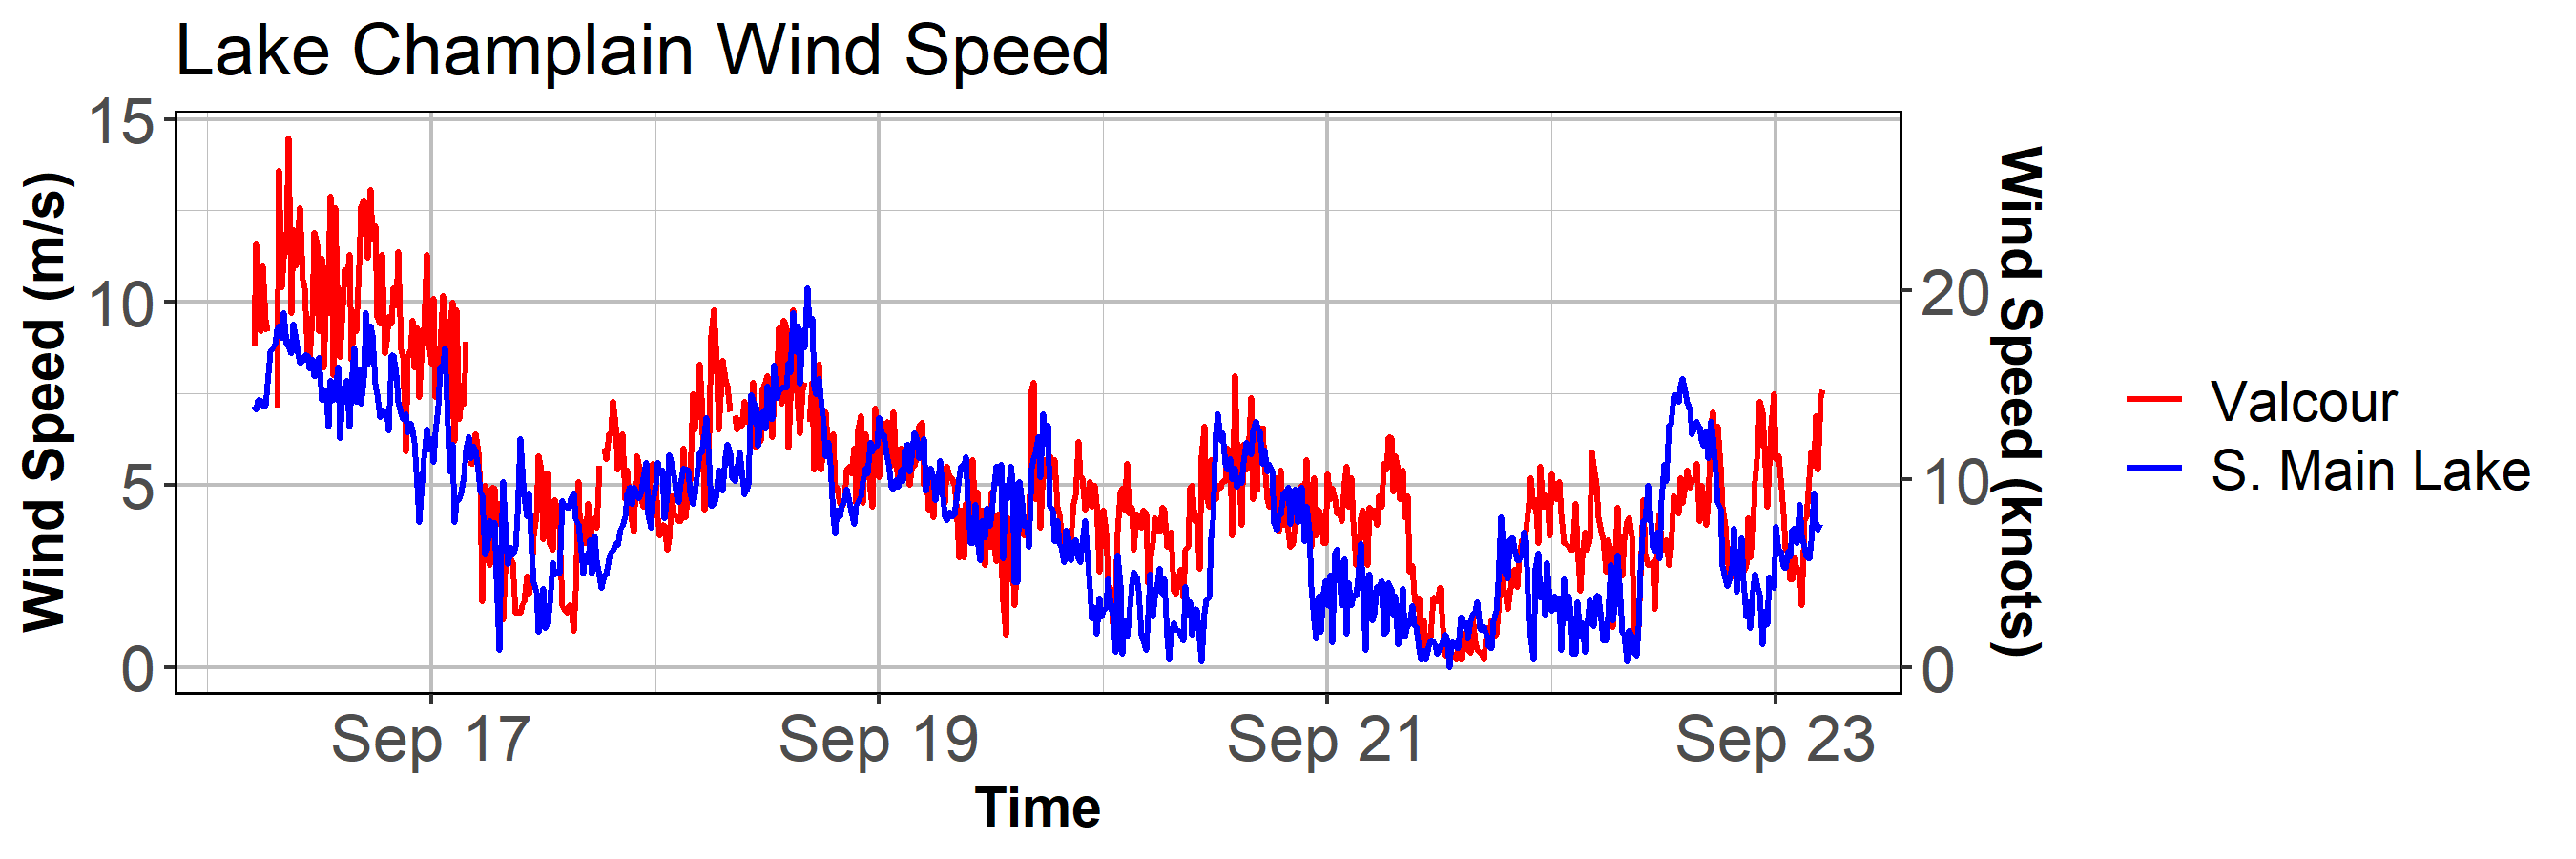 Lake Champlain Wind Speed
15
10
5
0
Wind Speed (m/s)
20
10
0
Wind Speed (knots)
Sep 17
Sep 19
Sep 21
Sep 23
Time
Valcour
S. Main Lake